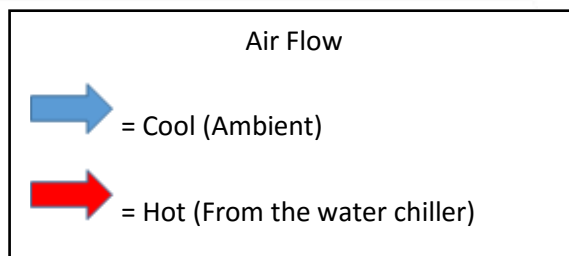 Air Flow
= Cool (Ambient)
= Hot (From the water chiller)